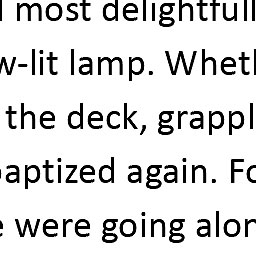 l most delightfull
w-lit lamp. Wheth
the deck, grappl
baptized again. Fo
e were going alon